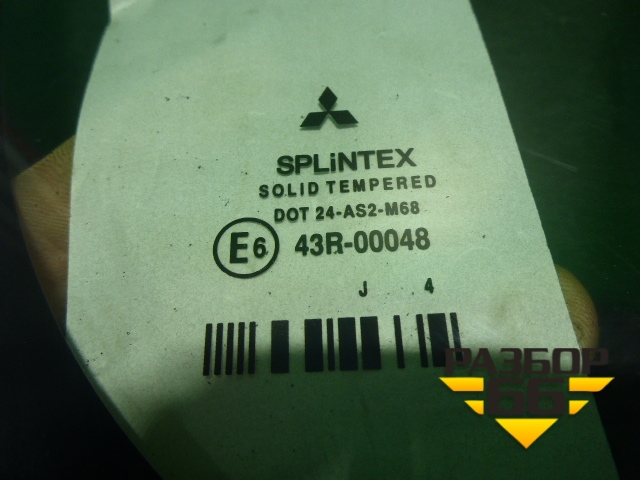 SPLiNTEX
SOLID TEMPERED
DOT 24-AS2-M68
E6 43R-00048
J 4
РАЗБОР
66